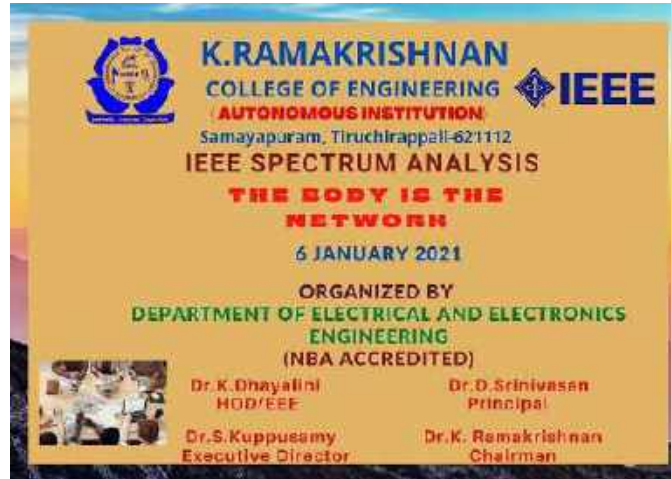 K.RAMAKRISHNAN
COLLEGE OF ENGINEERING
IEEE
(AUTONOMOUS INSTITUTION)
Samayapuram, Tiruchirappali-621112
IEEE SPECTRUM ANALYSIS
THE BODY IS THE
NETWORK
6 JANUARY 2021
ORGANIZED BY
DEPARTMENT OF ELECTRICAL AND ELECTRONICS
ENGINEERING
(NBA ACCREDITED)
Dr.K.Dhayalini
HOD/EEE
Dr.D.Srinivasan
Principal
Dr.S.Kuppusamy
Executive Director
Dr.K. Ramakrishnan
Chairman